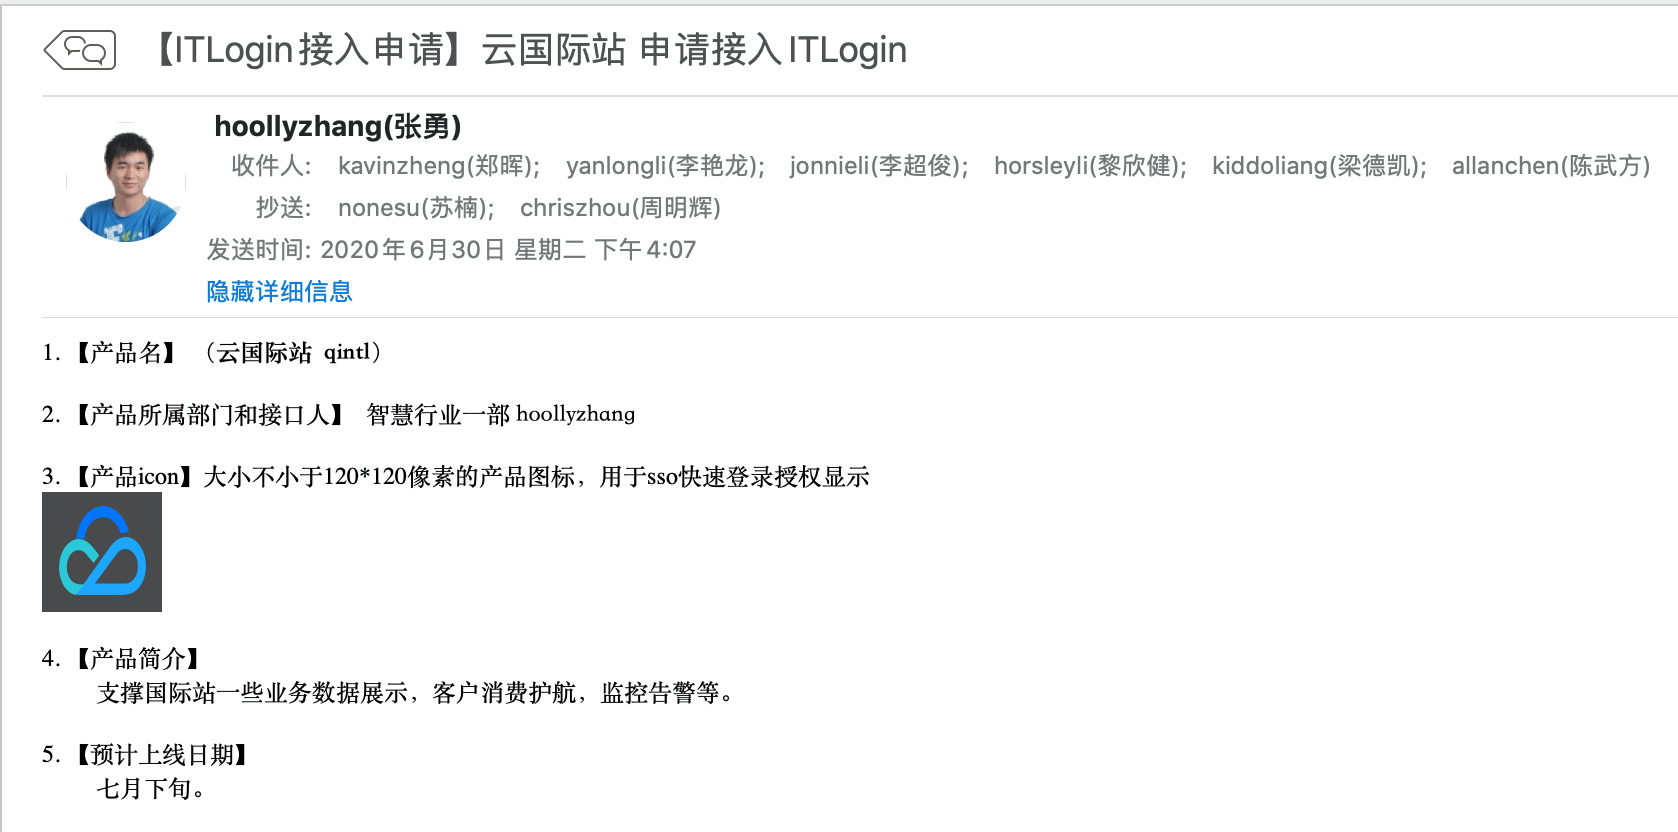 【ITLogin接入申请】云国际站 申请接入ITLogin
hoollyzhang(张勇)
收件人: kavinzheng(郑晖); yanlongli(李艳龙); jonnieli(李超俊); horsleyli(黎欣健); kiddoliang(梁德凯); allanchen(陈武方)
抄送: nonesu(苏楠); chriszhou(周明辉)
发送时间: 2020年6月30日 星期二 下午4:07
隐藏详细信息
1. 【产品名】 （云国际站 qintl）
2. 【产品所属部门和接口人】 智慧行业一部 hoollyzhang
3. 【产品icon】大小不小于120*120像素的产品图标，用于sso快速登录授权显示
4. 【产品简介】
支撑国际站一些业务数据展示，客户消费护航，监控告警等。
5. 【预计上线日期】
七月下旬。